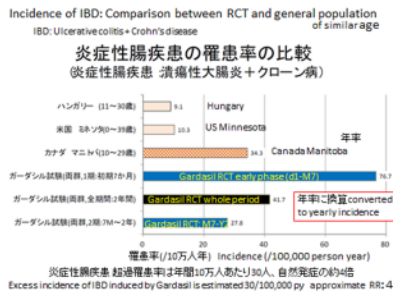 Incidence of IBD: Comparison between RCT and general population
of similar age
IBD: Ulcerative colitis + Crohn's disease
炎症性腸疾患の罹患率の比較
(炎症性腸疾患:潰瘍性大腸炎+クローン病)
ハンガリー (11~30歳) 9.1 Hungary
米国 ミネソタ(0~39歳) 10.3 US Minnesota
年率
カナダ マニトバ(10~29歳) 34.3 Canada Manitoba
ガーダシル試験(両群,1期:初期7か月) Gardasil RCT early phase (d1-M7) 76.7
ガーダシル試験(両群,全期間:2年間) Gardasil RCT whole period 41.7
年率に換算converted
to yearly incidence
ガーダシル試験(両群,2期:7M~2年) Gardasil RCT: M7-Y2 27.8
0 20 40 60 80
罹患率(/10万人年) Incidence (/100,000 person year)
炎症性腸疾患 超過罹患率は年間10万人あたり30人、自然発症の約4倍
Excess incidence of IBD induced by Gardasil is estimated 30/100,000 py approximate RR: 4